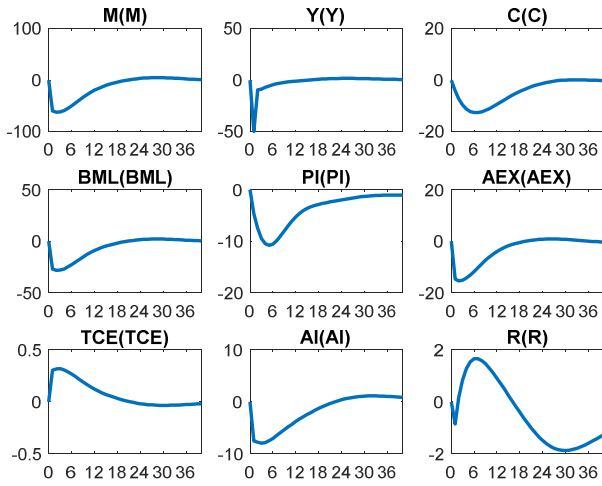 M(M) Y(Y) C(C)
100 50 20
0 0 0
-100 -50 -20
0 6 12 18 24 30 36 0 6 12 18 24 30 36 0 6 12 18 24 30 36
BML(BML) PI(PI) AEX(AEX)
50 0 20
0 -10 0
-50 -20 -20
0 6 12 18 24 30 36 0 6 12 18 24 30 36 0 6 12 18 24 30 36
TCE(TCE) AI(AI) R(R)
0.5 10 2
0 0 0
-0.5 -10 -2
0 6 12 18 24 30 36 0 6 12 18 24 30 36 0 6 12 18 24 30 36